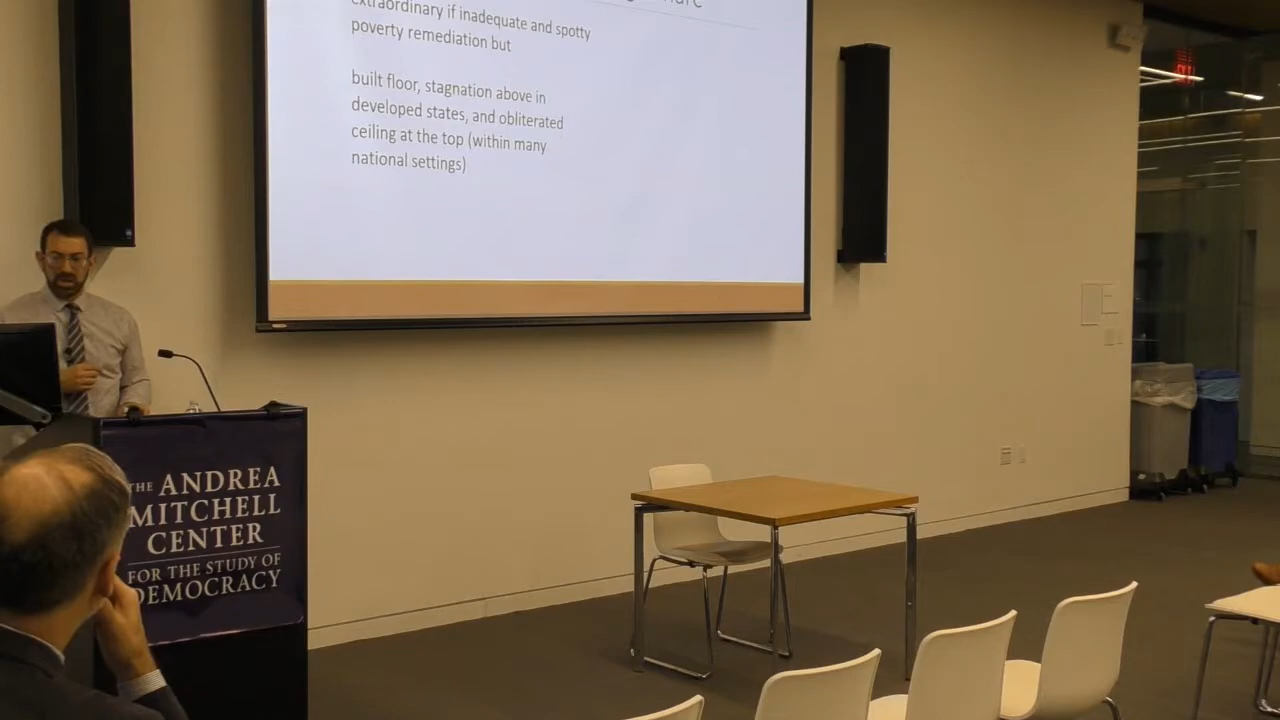 extraordinary if inadequate and spotty
poverty remediation but
built floor, stagnation above in
developed states, and obliterated
ceiling at the top (within many
national settings)
THE ANDREA
MITCHELL
CENTER
FOR THE STUDY OF
DEMOCRACY